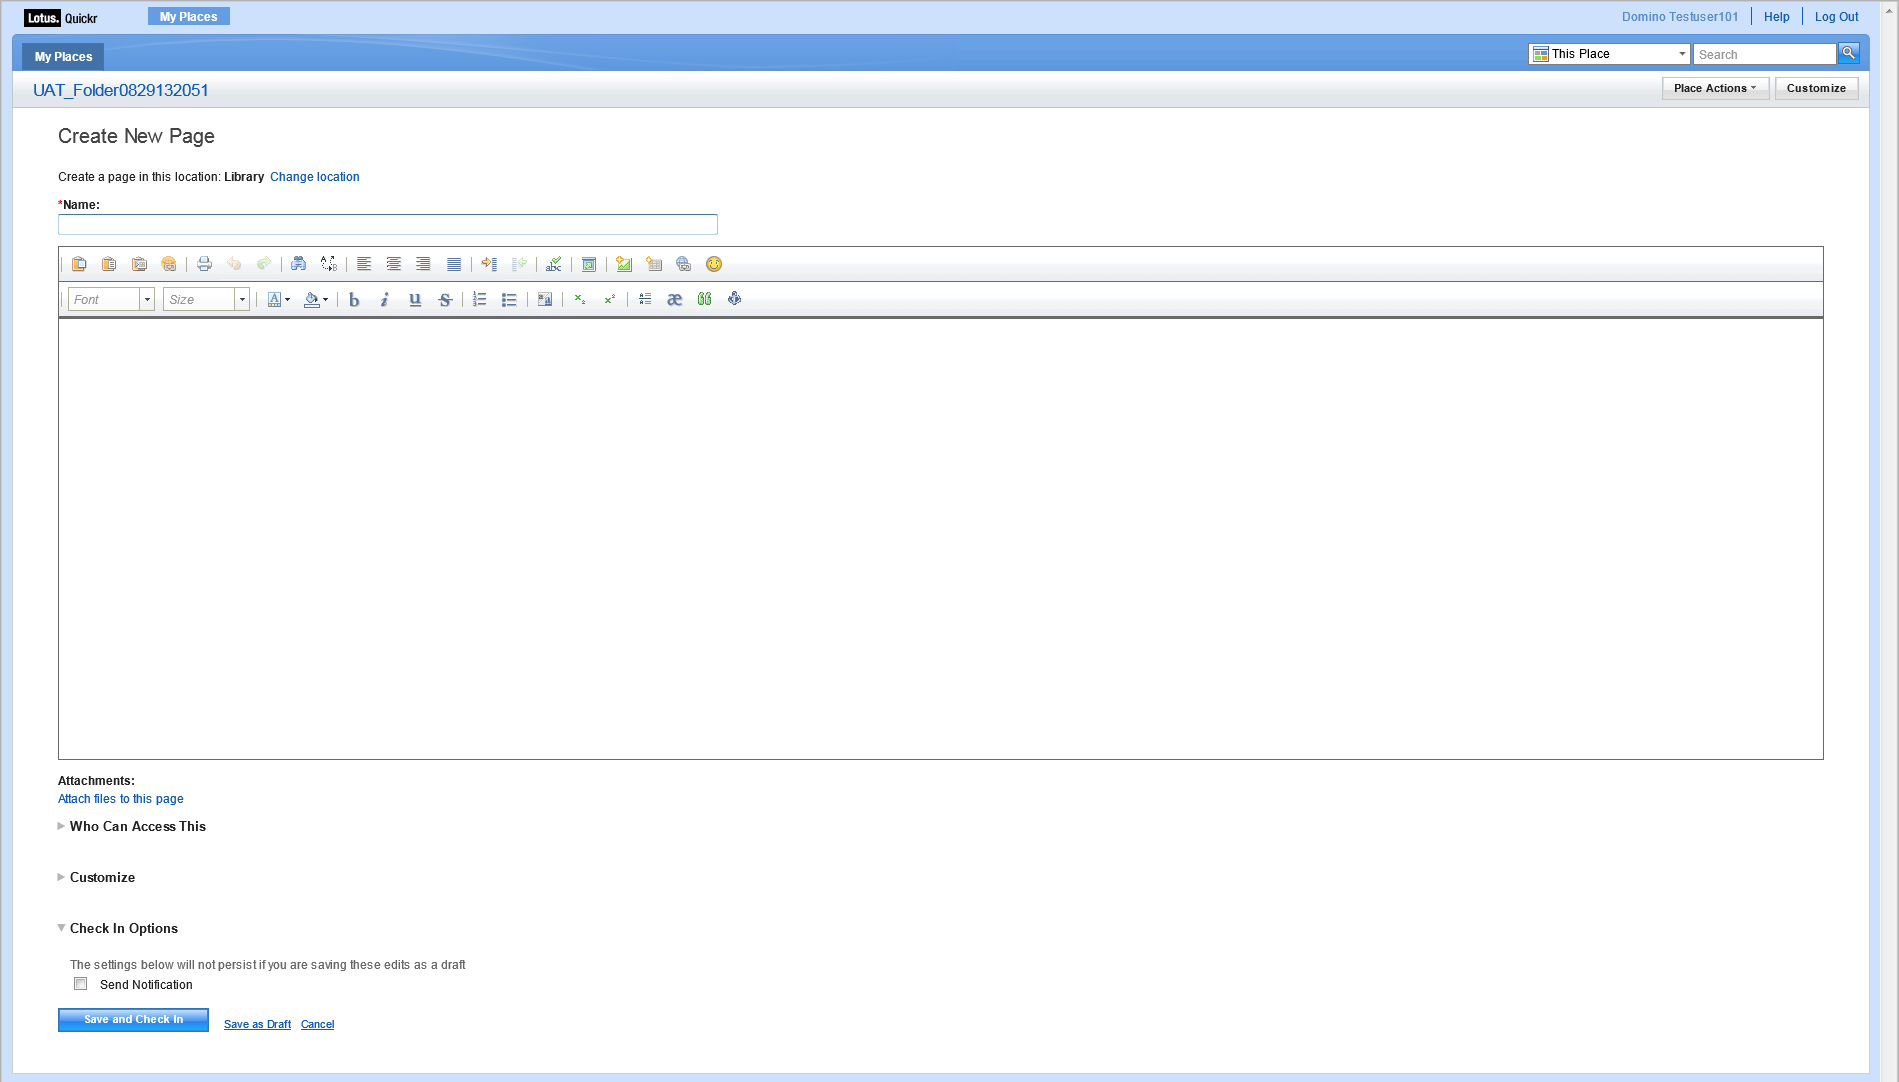 Lotus. Quickr
My Places
Domino Testuser101
Help
Log Out
My Places
This Place
Search
UAT_Folder0829132051
Place Actions
Customize
Create New Page
Create a page in this location: Library Change location
*Name:
Font
Size
Attachments:
Attach files to this page
Who Can Access This
Customize
Check In Options
The settings below will not persist if you are saving these edits as a draft
Send Notification
Save and Check In
Save as Draft
Cancel